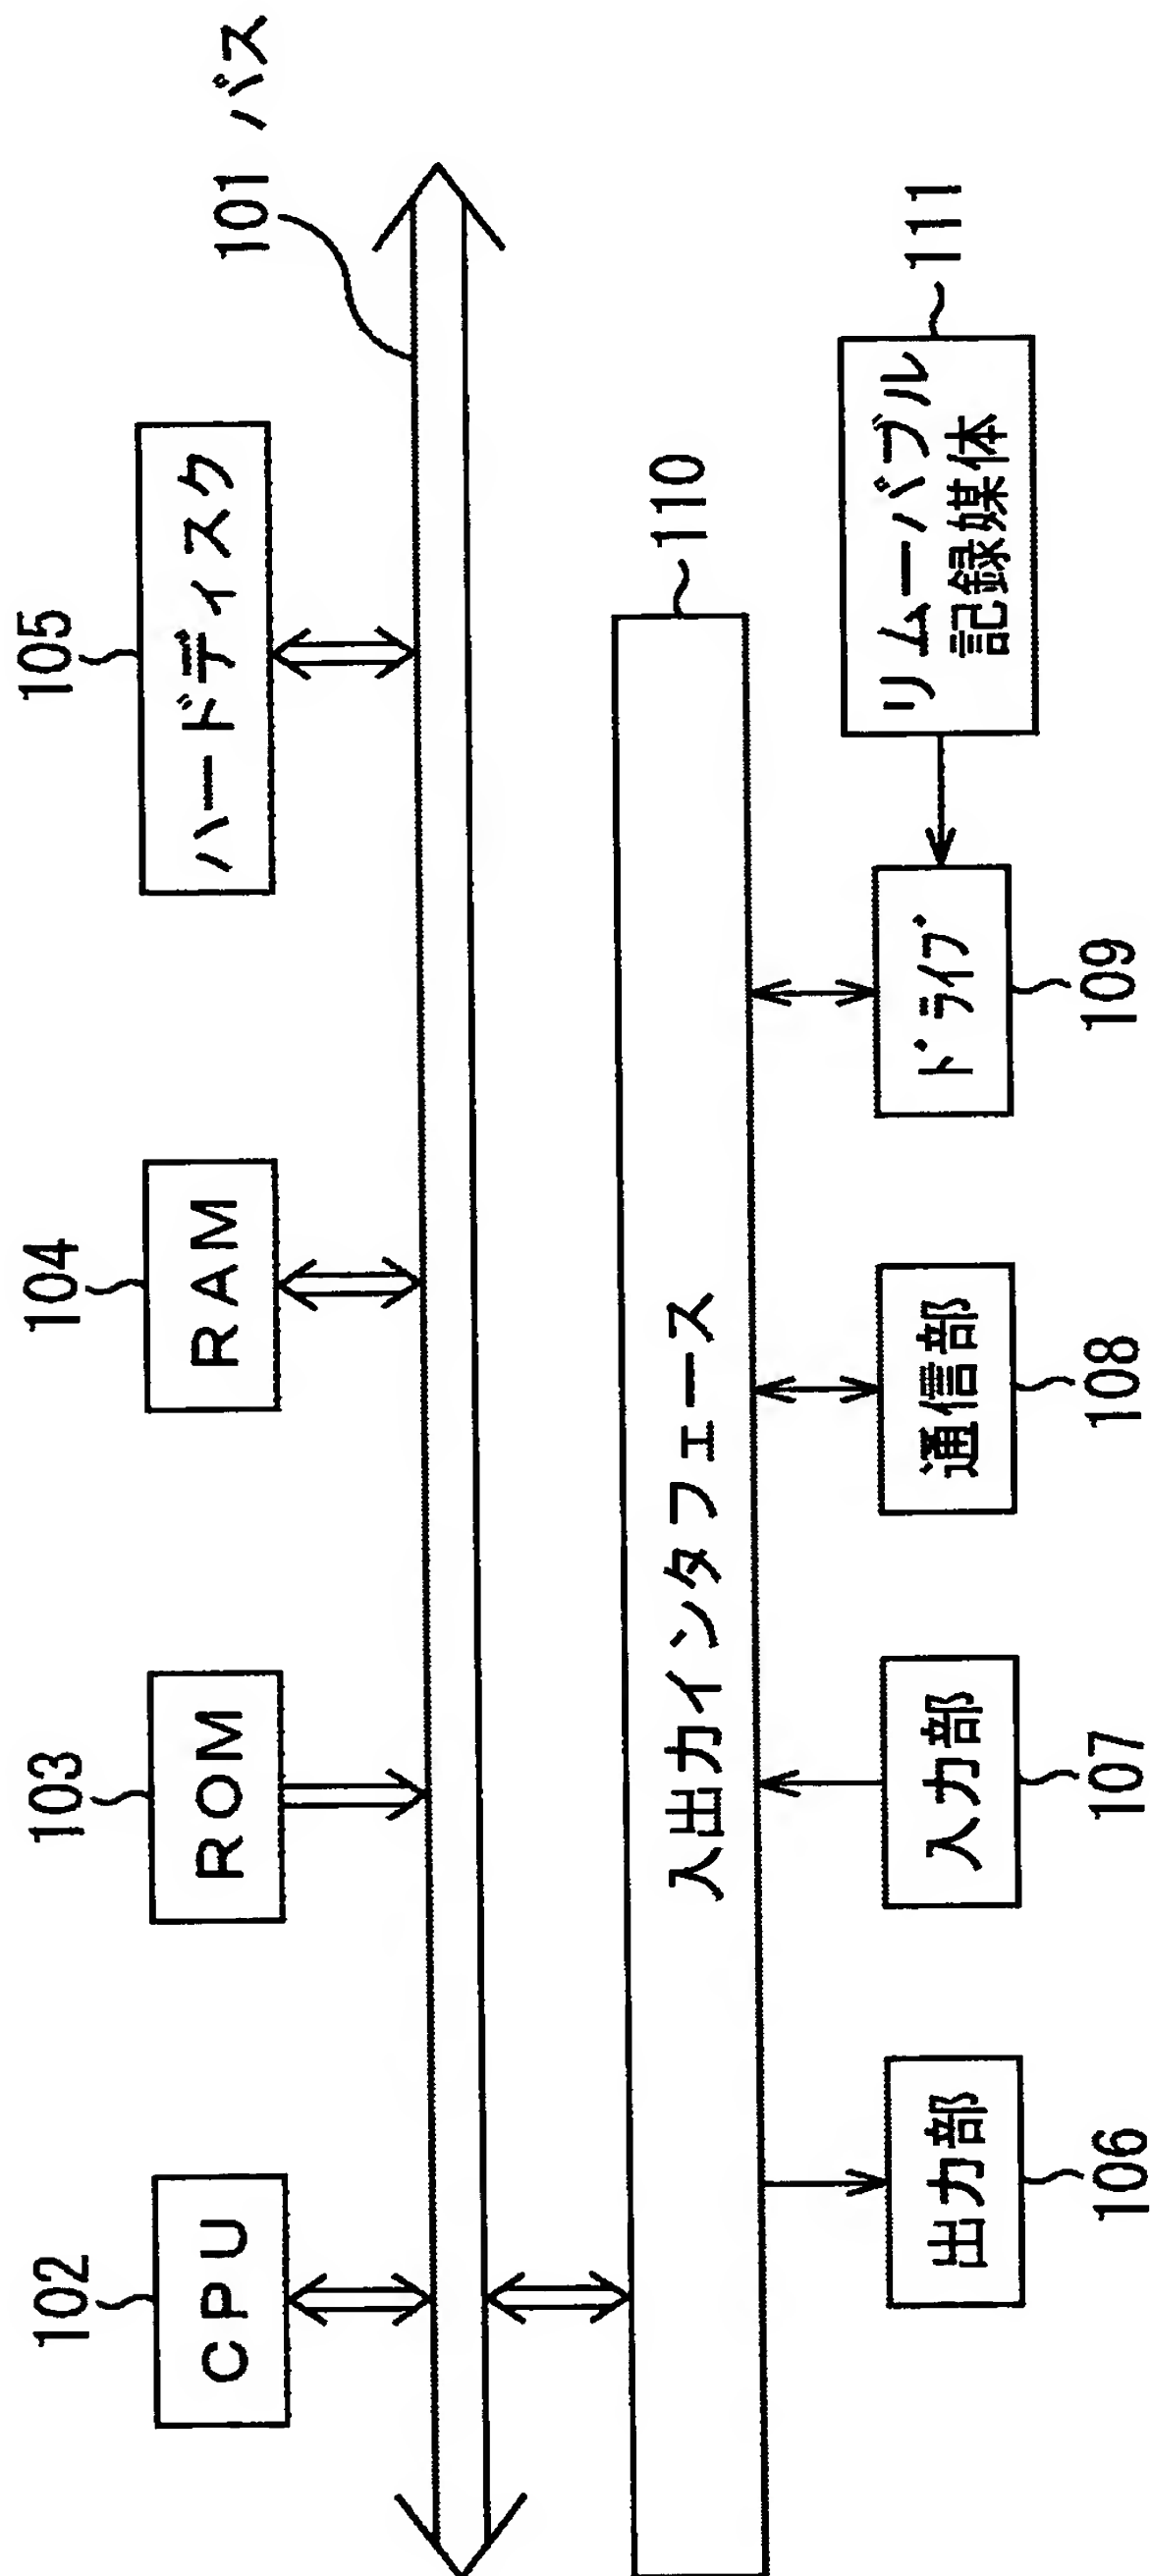 102
103
104
105
CPU
ROM
RAM
ハードディスク
101 バス
110
入出力インタフェース
リムーバブル
記録媒体
111
出力部
入力部
通信部
ドライブ
106
107
108
109